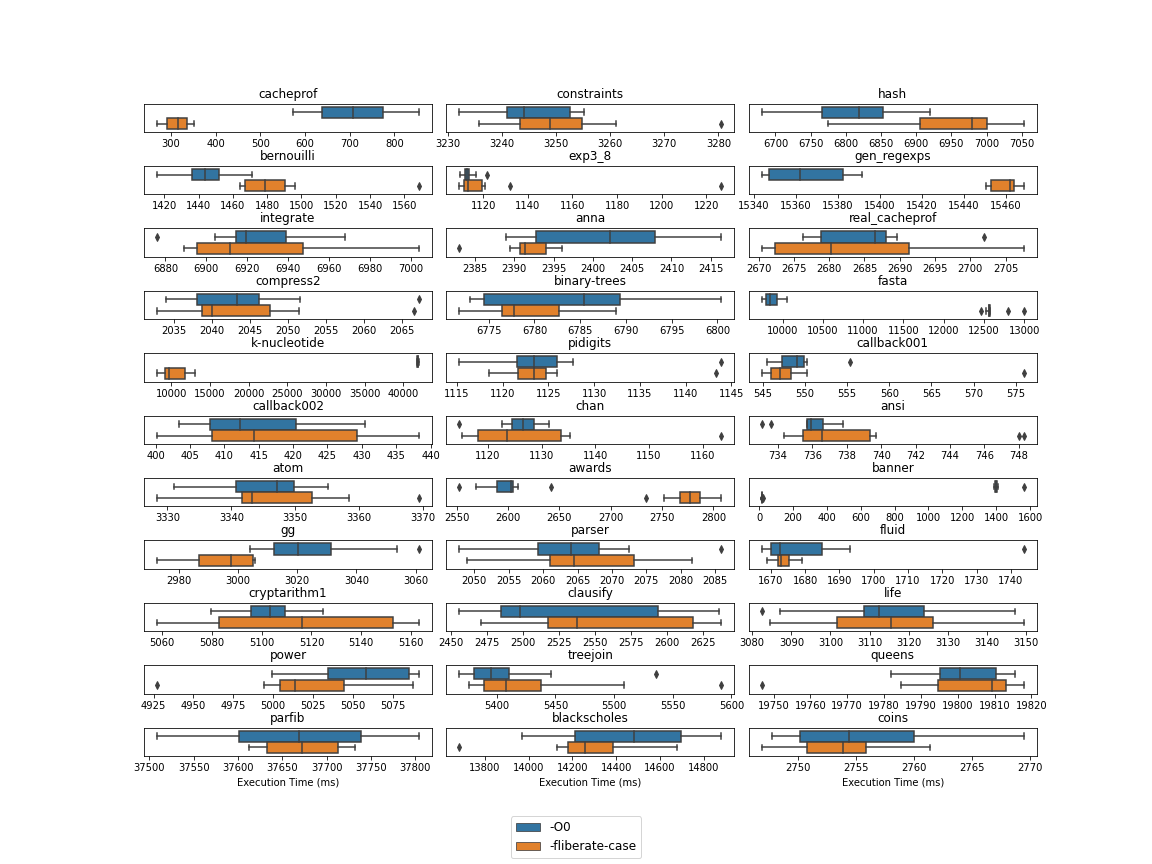 cacheprof constraints hash
300 400 500 600 700 800 3230 3240 3250 3260 3270 3280 6700 6750 6800 6850 6900 6950 7000 7050
bernouilli exp3_8 gen_regexps
1420 1440 1460 1480 1500 1520 1540 1560 1120 1140 1160 1180 1200 1220 15340 15360 15380 15400 15420 15440 15460
integrate anna real_cacheprof
6880 6900 6920 6940 6960 6980 7000 2385 2390 2395 2400 2405 2410 2415 2670 2675 2680 2685 2690 2695 2700 2705
compress2 binary-trees fasta
2035 2040 2045 2050 2055 2060 2065 6775 6780 6785 6790 6795 6800 10000 10500 11000 11500 12000 12500 13000
k-nucleotide pidigits callback001
10000 15000 20000 25000 30000 35000 40000 1115 1120 1125 1130 1135 1140 1145 545 550 555 560 565 570 575
callback002 chan ansi
400 405 410 415 420 425 430 435 440 1120 1130 1140 1150 1160 734 736 738 740 742 744 746 748
atom awards banner
3330 3340 3350 3360 3370 2550 2600 2650 2700 2750 2800 0 200 400 600 800 1000 1200 1400 1600
gg parser fluid
2980 3000 3020 3040 3060 2050 2055 2060 2065 2070 2075 2080 2085 1670 1680 1690 1700 1710 1720 1730 1740
cryptarithm1 clausify life
5060 5080 5100 5120 5140 5160 2450 2475 2500 2525 2550 2575 2600 2625 3080 3090 3100 3110 3120 3130 3140 3150
power treejoin queens
4925 4950 4975 5000 5025 5050 5075 5400 5450 5500 5550 5600 19750 19760 19770 19780 19790 19800 19810 19820
parfib blackscholes coins
37500 37550 37600 37650 37700 37750 37800 13800 14000 14200 14400 14600 14800 2750 2755 2760 2765 2770
Execution Time (ms) Execution Time (ms) Execution Time (ms)
-O0
-fliberate-case